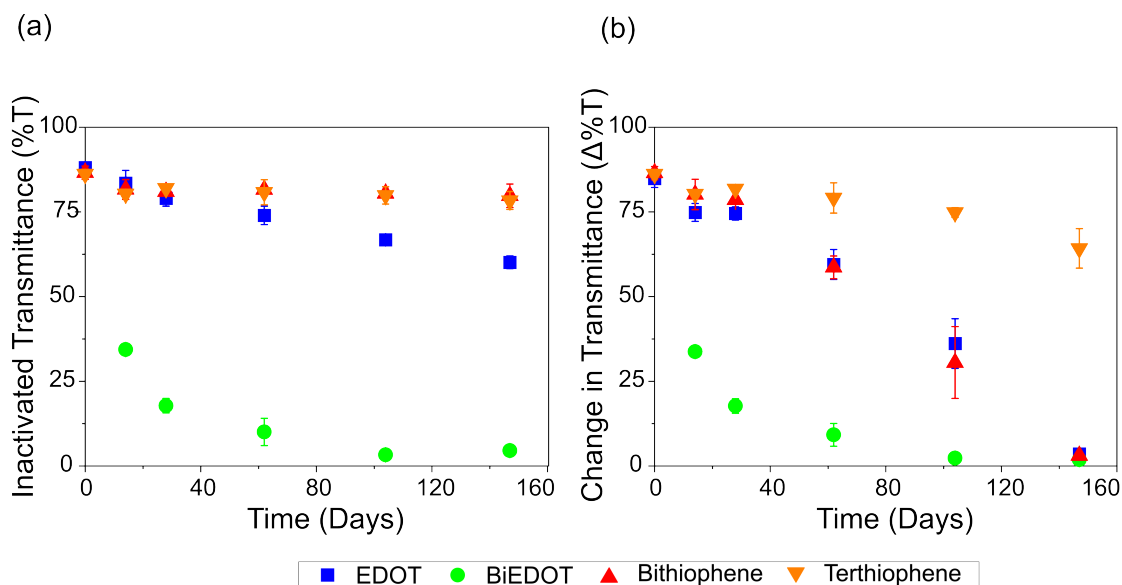 (a)
(b)
Inactivated Transmittance (%T)
100
75
50
25
0
0 40 80 120 160
Time (Days)
Change in Transmittance (Δ%T)
100
75
50
25
0
0 40 80 120 160
Time (Days)
EDOT BiEDOT Bithiophene Terthiophene